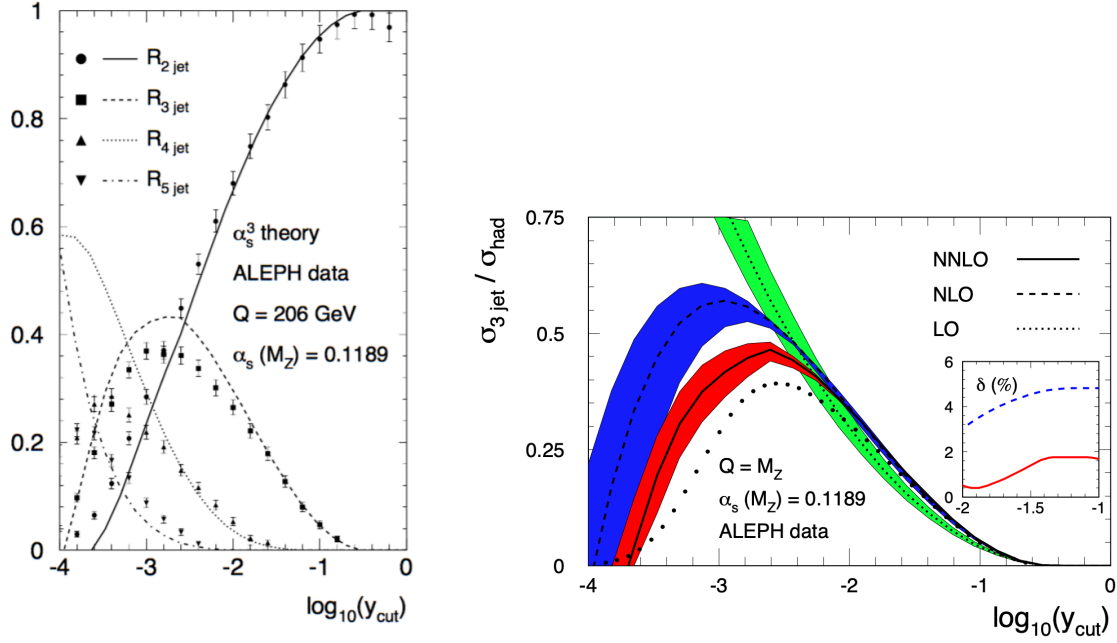 1
0.8
0.6
0.4
0.2
0
-4
-3
-2
-1
0
log10(ycut)
R2 jet
R3 jet
R4 jet
R5 jet
αs3 theory
ALEPH data
Q = 206 GeV
αs (MZ) = 0.1189
σ3 jet / σhad
0.75
0.5
0.25
0
-4
-3
-2
-1
0
log10(ycut)
NNLO
NLO
LO
Q = MZ
αs (MZ) = 0.1189
ALEPH data
δ (%)
6
4
2
0
-2
-1.5
-1